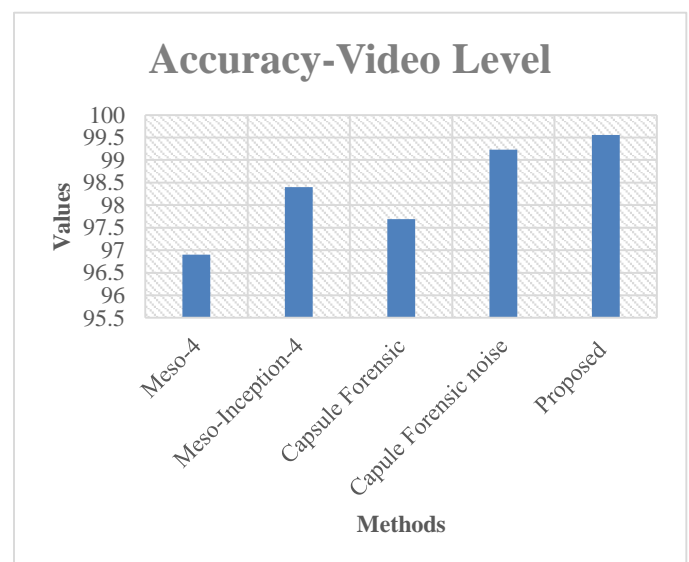 Accuracy-Video Level
Values
100
99.5
99
98.5
98
97.5
97
96.5
96
95.5
Meso-4
Meso-Inception-4
Capsule Forensic
Capule Forensic noise
Proposed
Methods